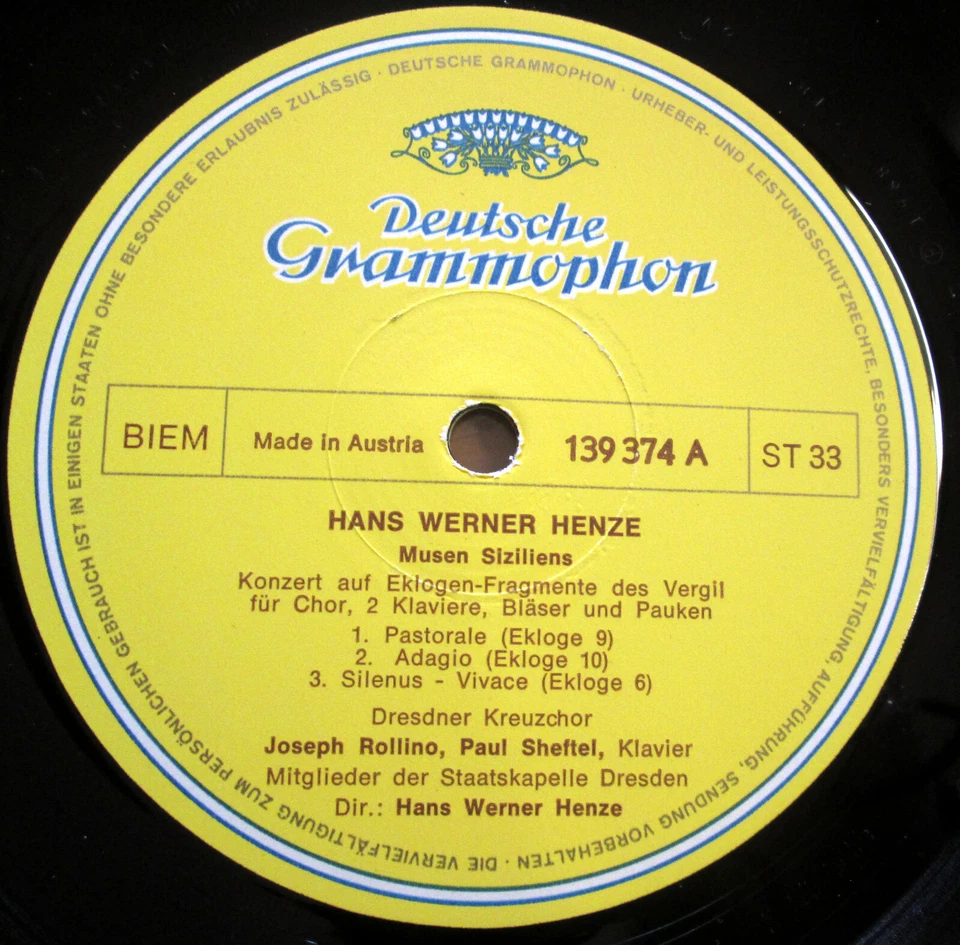 DEUTSCHE GRAMMOPHON · URHEBER- UND LEISTUNGSSCHUTZRECHTE, BESONDERS VERVIELFÄLTIGUNG, AUFFÜHRUNG, SENDUNG VORBEHALTEN · DIE VERVIELFÄLTIGUNG ZUM PERSÖNLICHEN GEBRAUCH IST IN EINIGEN STAATEN OHNE BESONDERE ERLAUBNIS ZULÄSSIG ·
Deutsche
Grammophon
BIEM Made in Austria 139 374 A ST 33
HANS WERNER HENZE
Musen Siziliens
Konzert auf Eklogen-Fragmente des Vergil
für Chor, 2 Klaviere, Bläser und Pauken
1. Pastorale (Ekloge 9)
2. Adagio (Ekloge 10)
3. Silenus - Vivace (Ekloge 6)
Dresdner Kreuzchor
Joseph Rollino, Paul Sheftel, Klavier
Mitglieder der Staatskapelle Dresden
Dir.: Hans Werner Henze